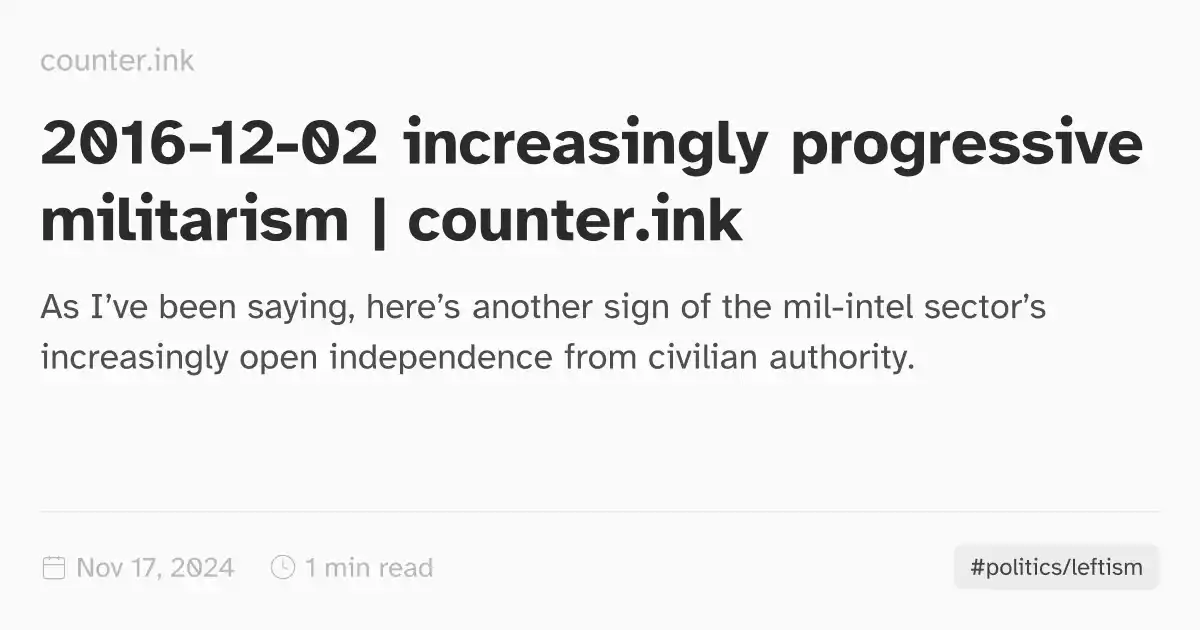 counter.ink
2016-12-02 increasingly progressive
militarism | counter.ink
As I’ve been saying, here’s another sign of the mil-intel sector’s
increasingly open independence from civilian authority.
Nov 17, 2024 1 min read #politics/leftism